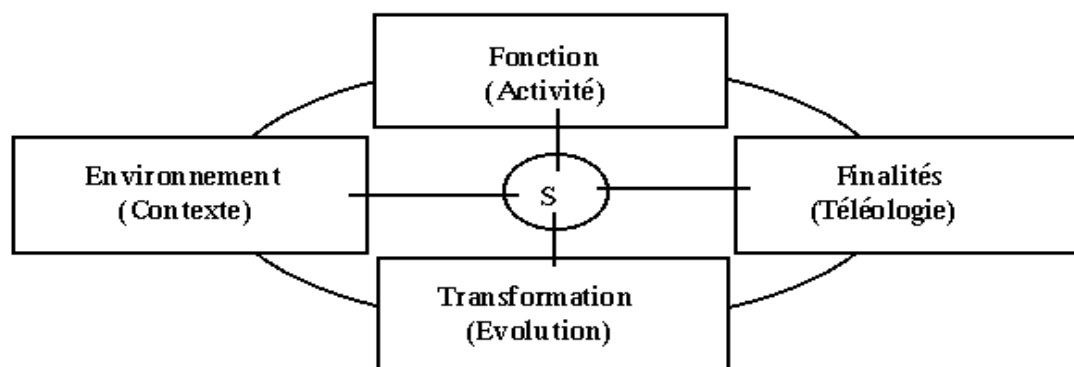 Fonction
(Activité)
Environnement
(Contexte)
S
Finalités
(Téléologie)
Transformation
(Evolution)